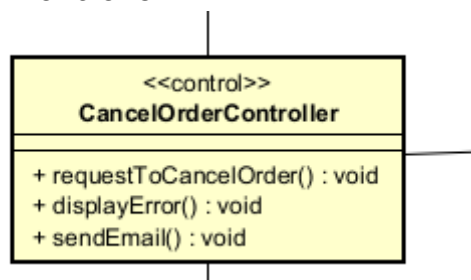 <<control>>
CancelOrderController
+ requestToCancelOrder() : void
+ displayError() : void
+ sendEmail() : void